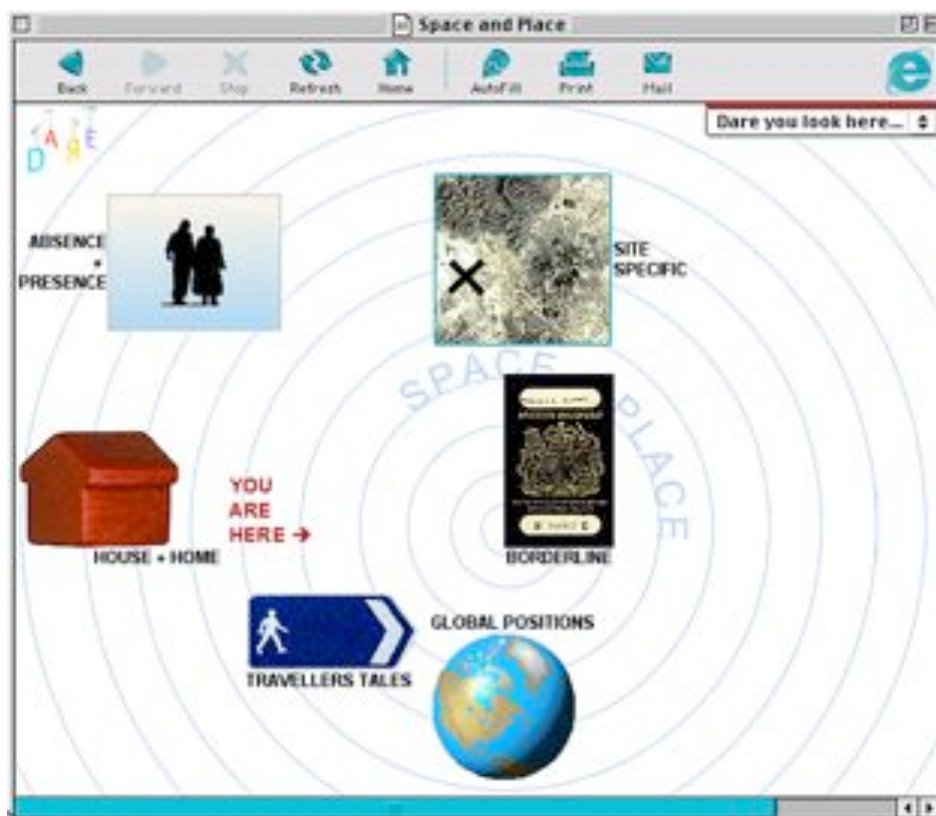 Space and Place
Back
Forward
Stop
Refresh
Home
AutoFill
Print
Mail
DARE
Dare you look here...
ABSENCE
+
PRESENCE
SITE
SPECIFIC
SPACE PLACE
YOU
ARE
HERE →
HOUSE + HOME
BORDERLINE
TRAVELLERS TALES
GLOBAL POSITIONS